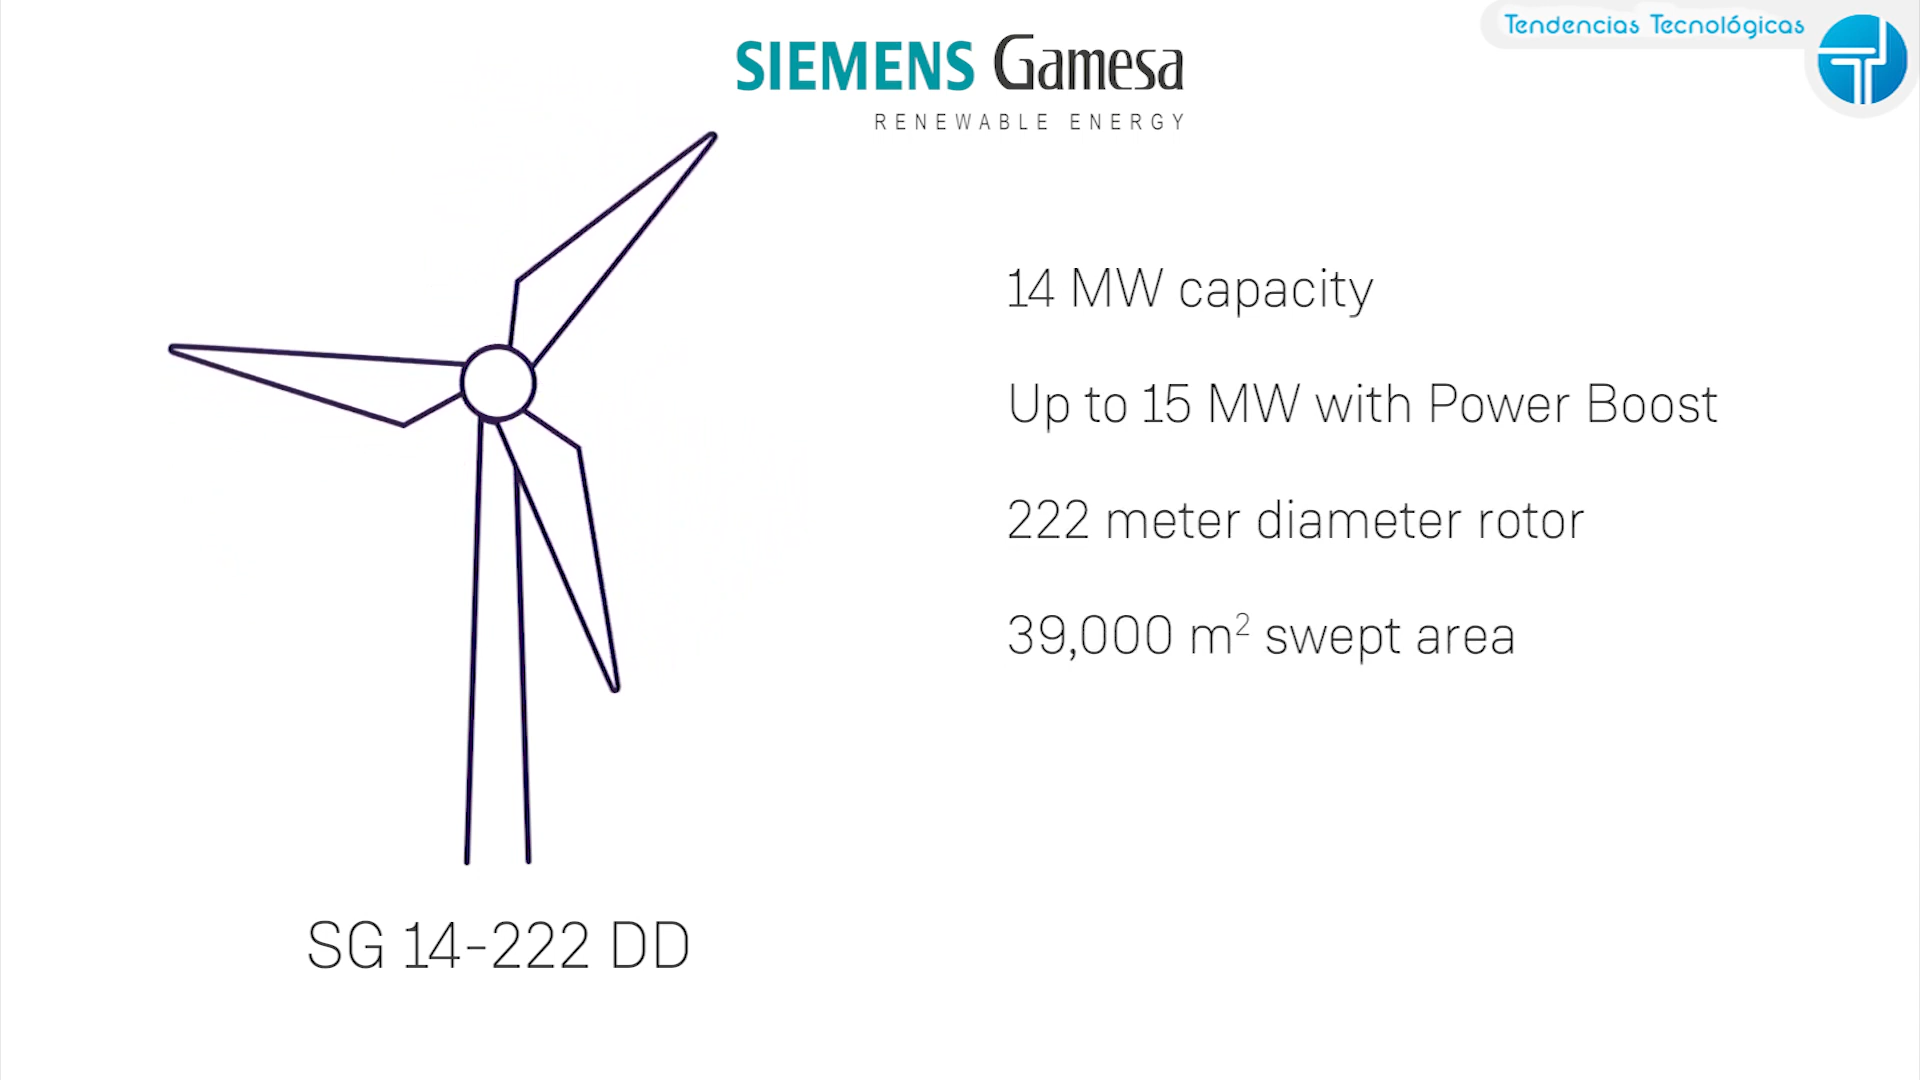 Tendencias Tecnológicas
SIEMENS Gamesa
RENEWABLE ENERGY
14 MW capacity
Up to 15 MW with Power Boost
222 meter diameter rotor
39,000 m² swept area
SG 14-222 DD